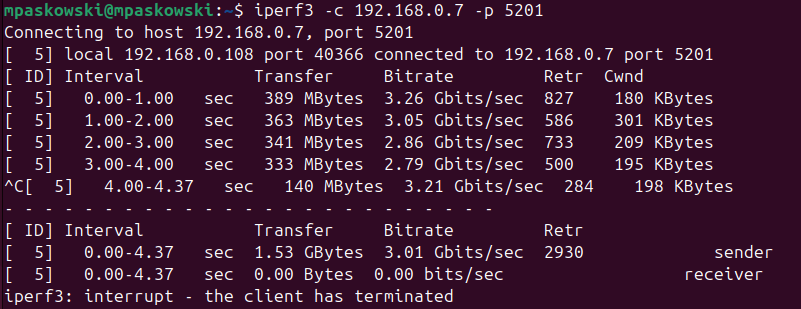 mpaskowski@mpaskowski:~$ iperf3 -c 192.168.0.7 -p 5201
Connecting to host 192.168.0.7, port 5201
[  5] local 192.168.0.108 port 40366 connected to 192.168.0.7 port 5201
[ ID] Interval           Transfer     Bitrate         Retr  Cwnd
[  5]   0.00-1.00   sec   389 MBytes  3.26 Gbits/sec  827    180 KBytes
[  5]   1.00-2.00   sec   363 MBytes  3.05 Gbits/sec  586    301 KBytes
[  5]   2.00-3.00   sec   341 MBytes  2.86 Gbits/sec  733    209 KBytes
[  5]   3.00-4.00   sec   333 MBytes  2.79 Gbits/sec  500    195 KBytes
^C[  5]   4.00-4.37   sec   140 MBytes  3.21 Gbits/sec  284    198 KBytes
- - - - - - - - - - - - - - - - - - - - - - - - -
[ ID] Interval           Transfer     Bitrate         Retr
[  5]   0.00-4.37   sec  1.53 GBytes  3.01 Gbits/sec  2930             sender
[  5]   0.00-4.37   sec  0.00 Bytes  0.00 bits/sec                  receiver
iperf3: interrupt - the client has terminated